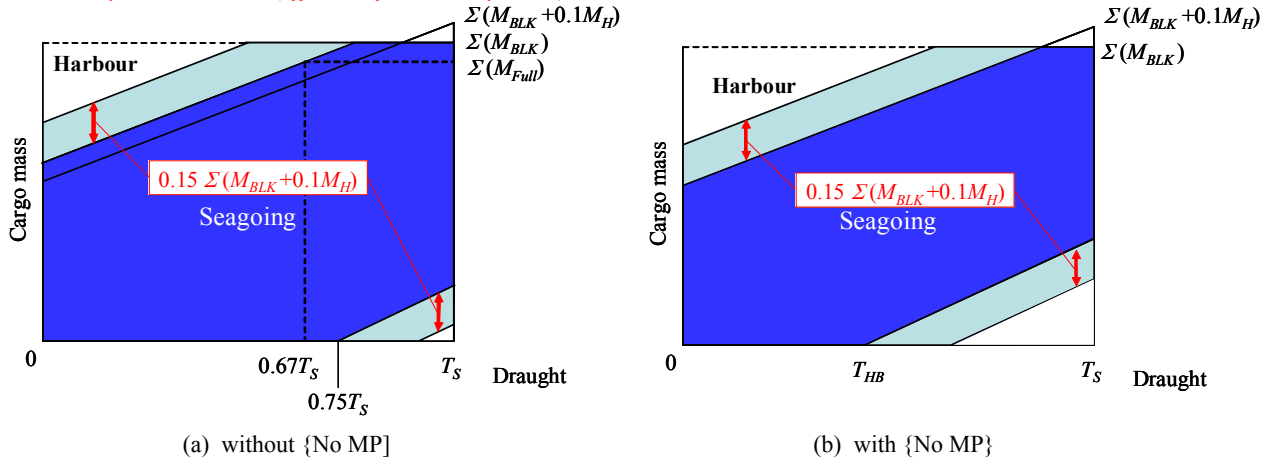 Σ(M_BLK+0.1M_H)
Σ(M_BLK)
Σ(M_Full)
Harbour
0.15 Σ(M_BLK+0.1M_H)
Seagoing
Cargo mass
0
0.67T_S
T_S
0.75T_S
Draught
(a) without {No MP]
Σ(M_BLK+0.1M_H)
Σ(M_BLK)
Harbour
0.15 Σ(M_BLK+0.1M_H)
Seagoing
Cargo mass
0
T_HB
T_S
Draught
(b) with {No MP}